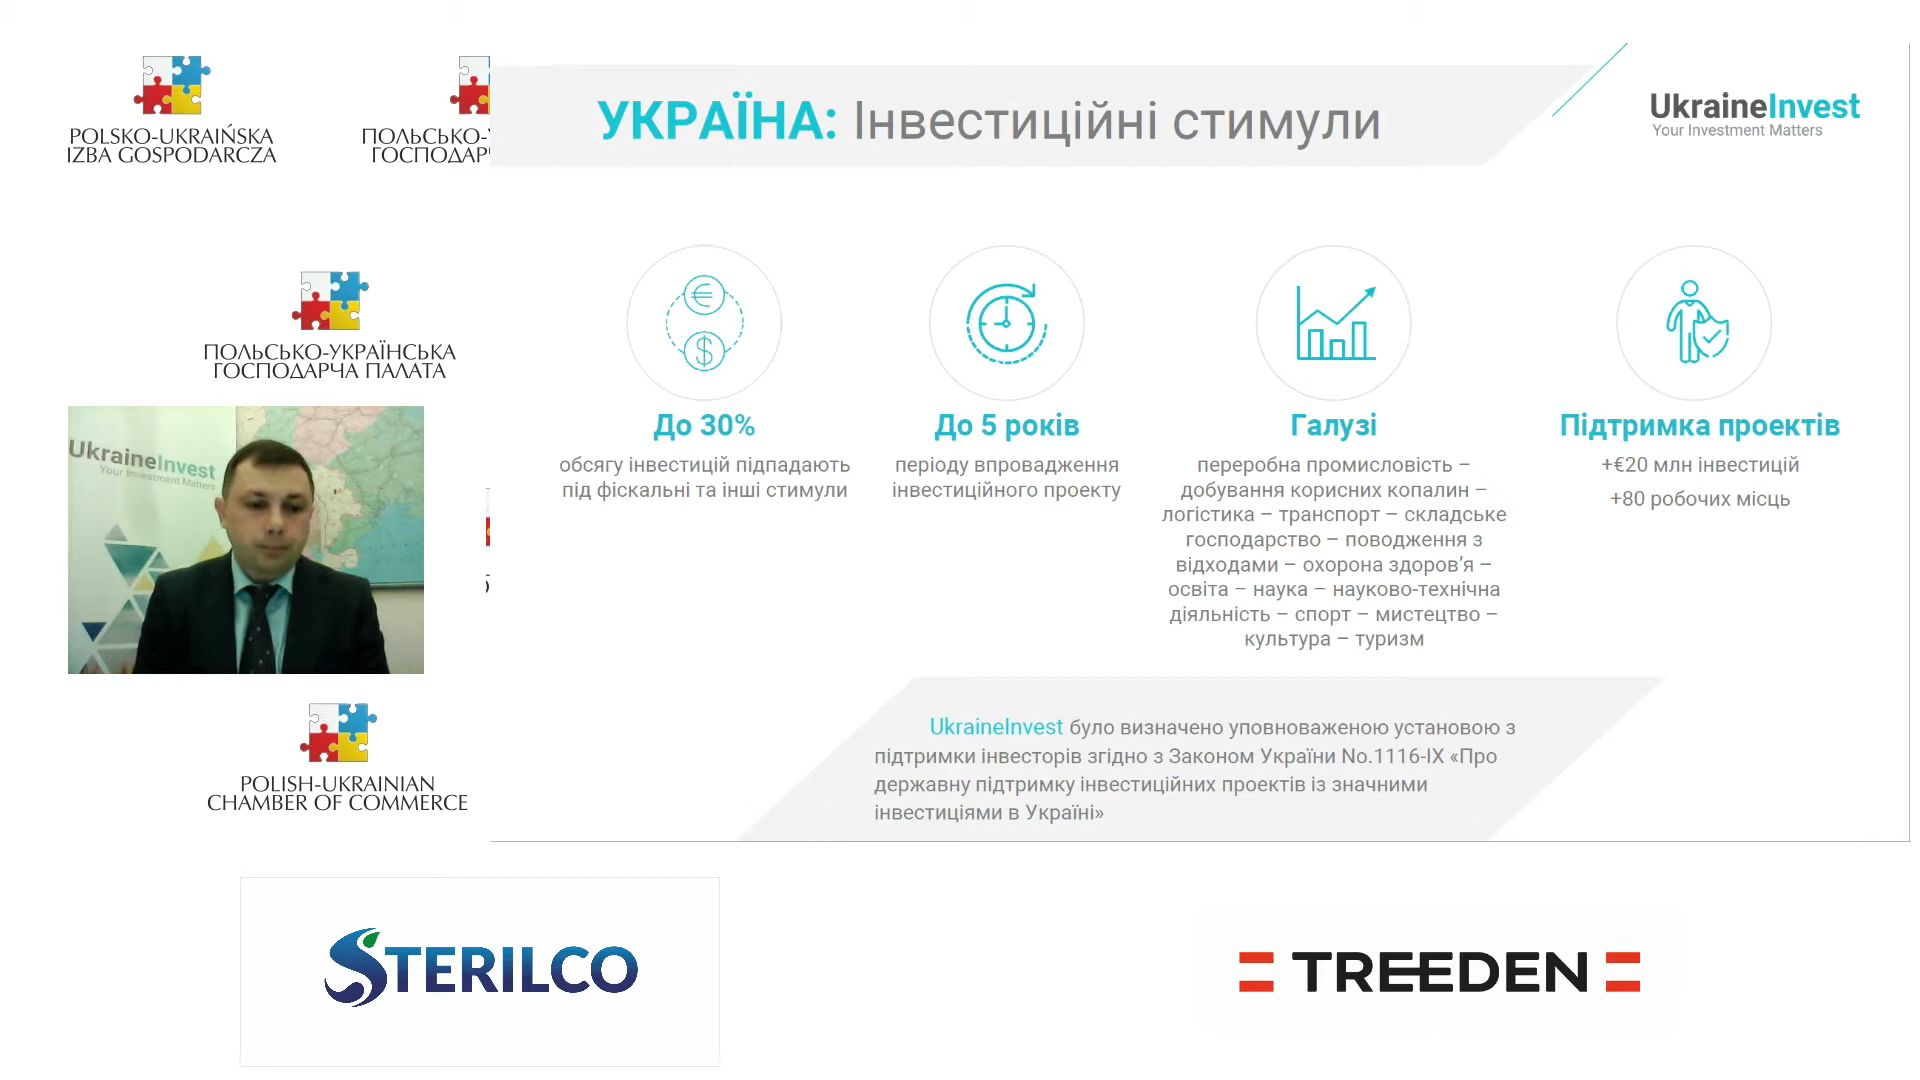 POLSKO-UKRAIŃSKA
IZBA GOSPODARCZA
ПОЛЬСЬКО-
ГОСПОДАР
УКРАЇНА: Інвестиційні стимули
UkraineInvest
Your Investment Matters
ПОЛЬСЬКО-УКРАЇНСЬКА
ГОСПОДАРЧА ПАЛАТА
UkraineInvest
Your Investment Matters
POLISH-UKRAINIAN
CHAMBER OF COMMERCE
До 30%
обсягу інвестицій підпадають
під фіскальні та інші стимули
До 5 років
періоду впровадження
інвестиційного проекту
Галузі
переробна промисловість –
добування корисних копалин –
логістика – транспорт – складське
господарство – поводження з
відходами – охорона здоров’я –
освіта – наука – науково-технічна
діяльність – спорт – мистецтво –
культура – туризм
Підтримка проектів
+€20 млн інвестицій
+80 робочих місць
UkraineInvest було визначено уповноваженою установою з
підтримки інвесторів згідно з Законом України No.1116-IX «Про
державну підтримку інвестиційних проектів із значними
інвестиціями в Україні»
STERILCO
TREEDEN